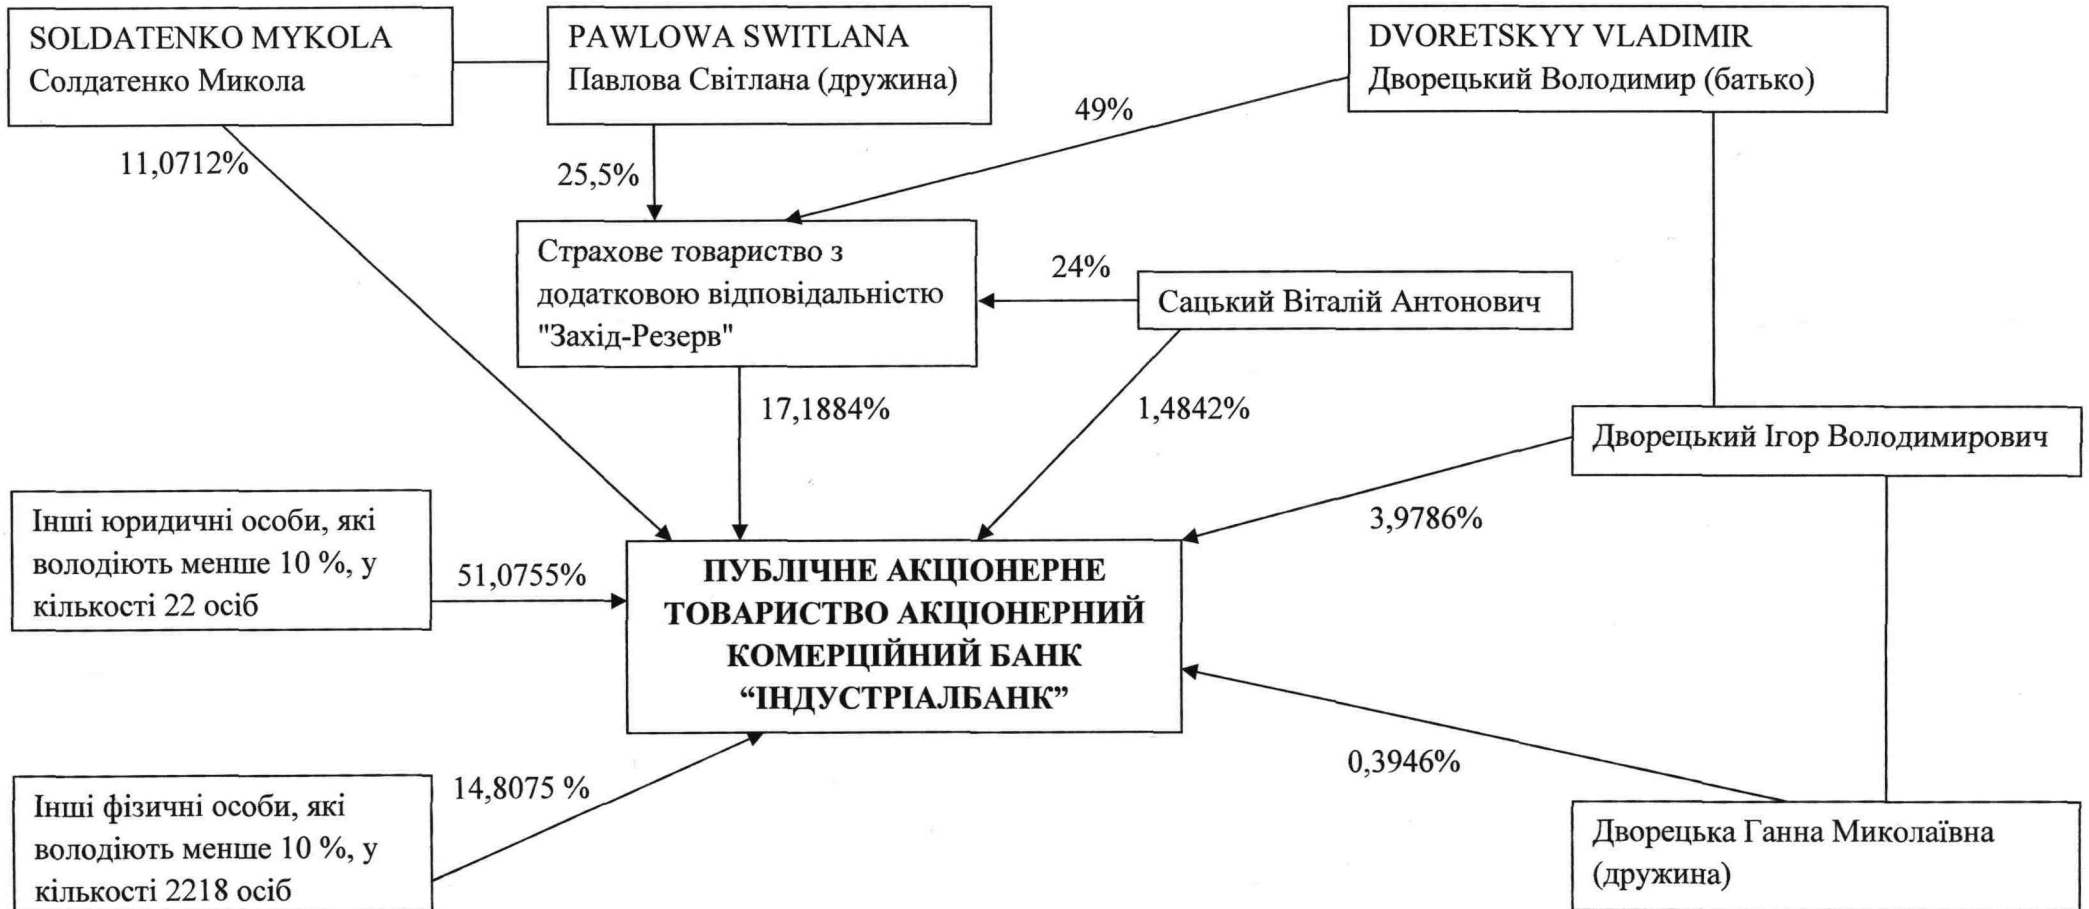 SOLDATENKO MYKOLA
Солдатенко Микола
PAWLOWA SWITLANA
Павлова Світлана (дружина)
DVORETSKYY VLADIMIR
Дворецький Володимир (батько)
49%
11,0712%
25,5%
Страхове товариство з
додатковою відповідальністю
"Захід-Резерв"
24%
Сацький Віталій Антонович
17,1884%
1,4842%
Дворецький Ігор Володимирович
3,9786%
Інші юридичні особи, які
володіють менше 10 %, у
кількості 22 осіб
51,0755%
ПУБЛІЧНЕ АКЦІОНЕРНЕ
ТОВАРИСТВО АКЦІОНЕРНИЙ
КОМЕРЦІЙНИЙ БАНК
“ІНДУСТРІАЛБАНК”
0,3946%
14,8075 %
Інші фізичні особи, які
володіють менше 10 %, у
кількості 2218 осіб
Дворецька Ганна Миколаївна
(дружина)